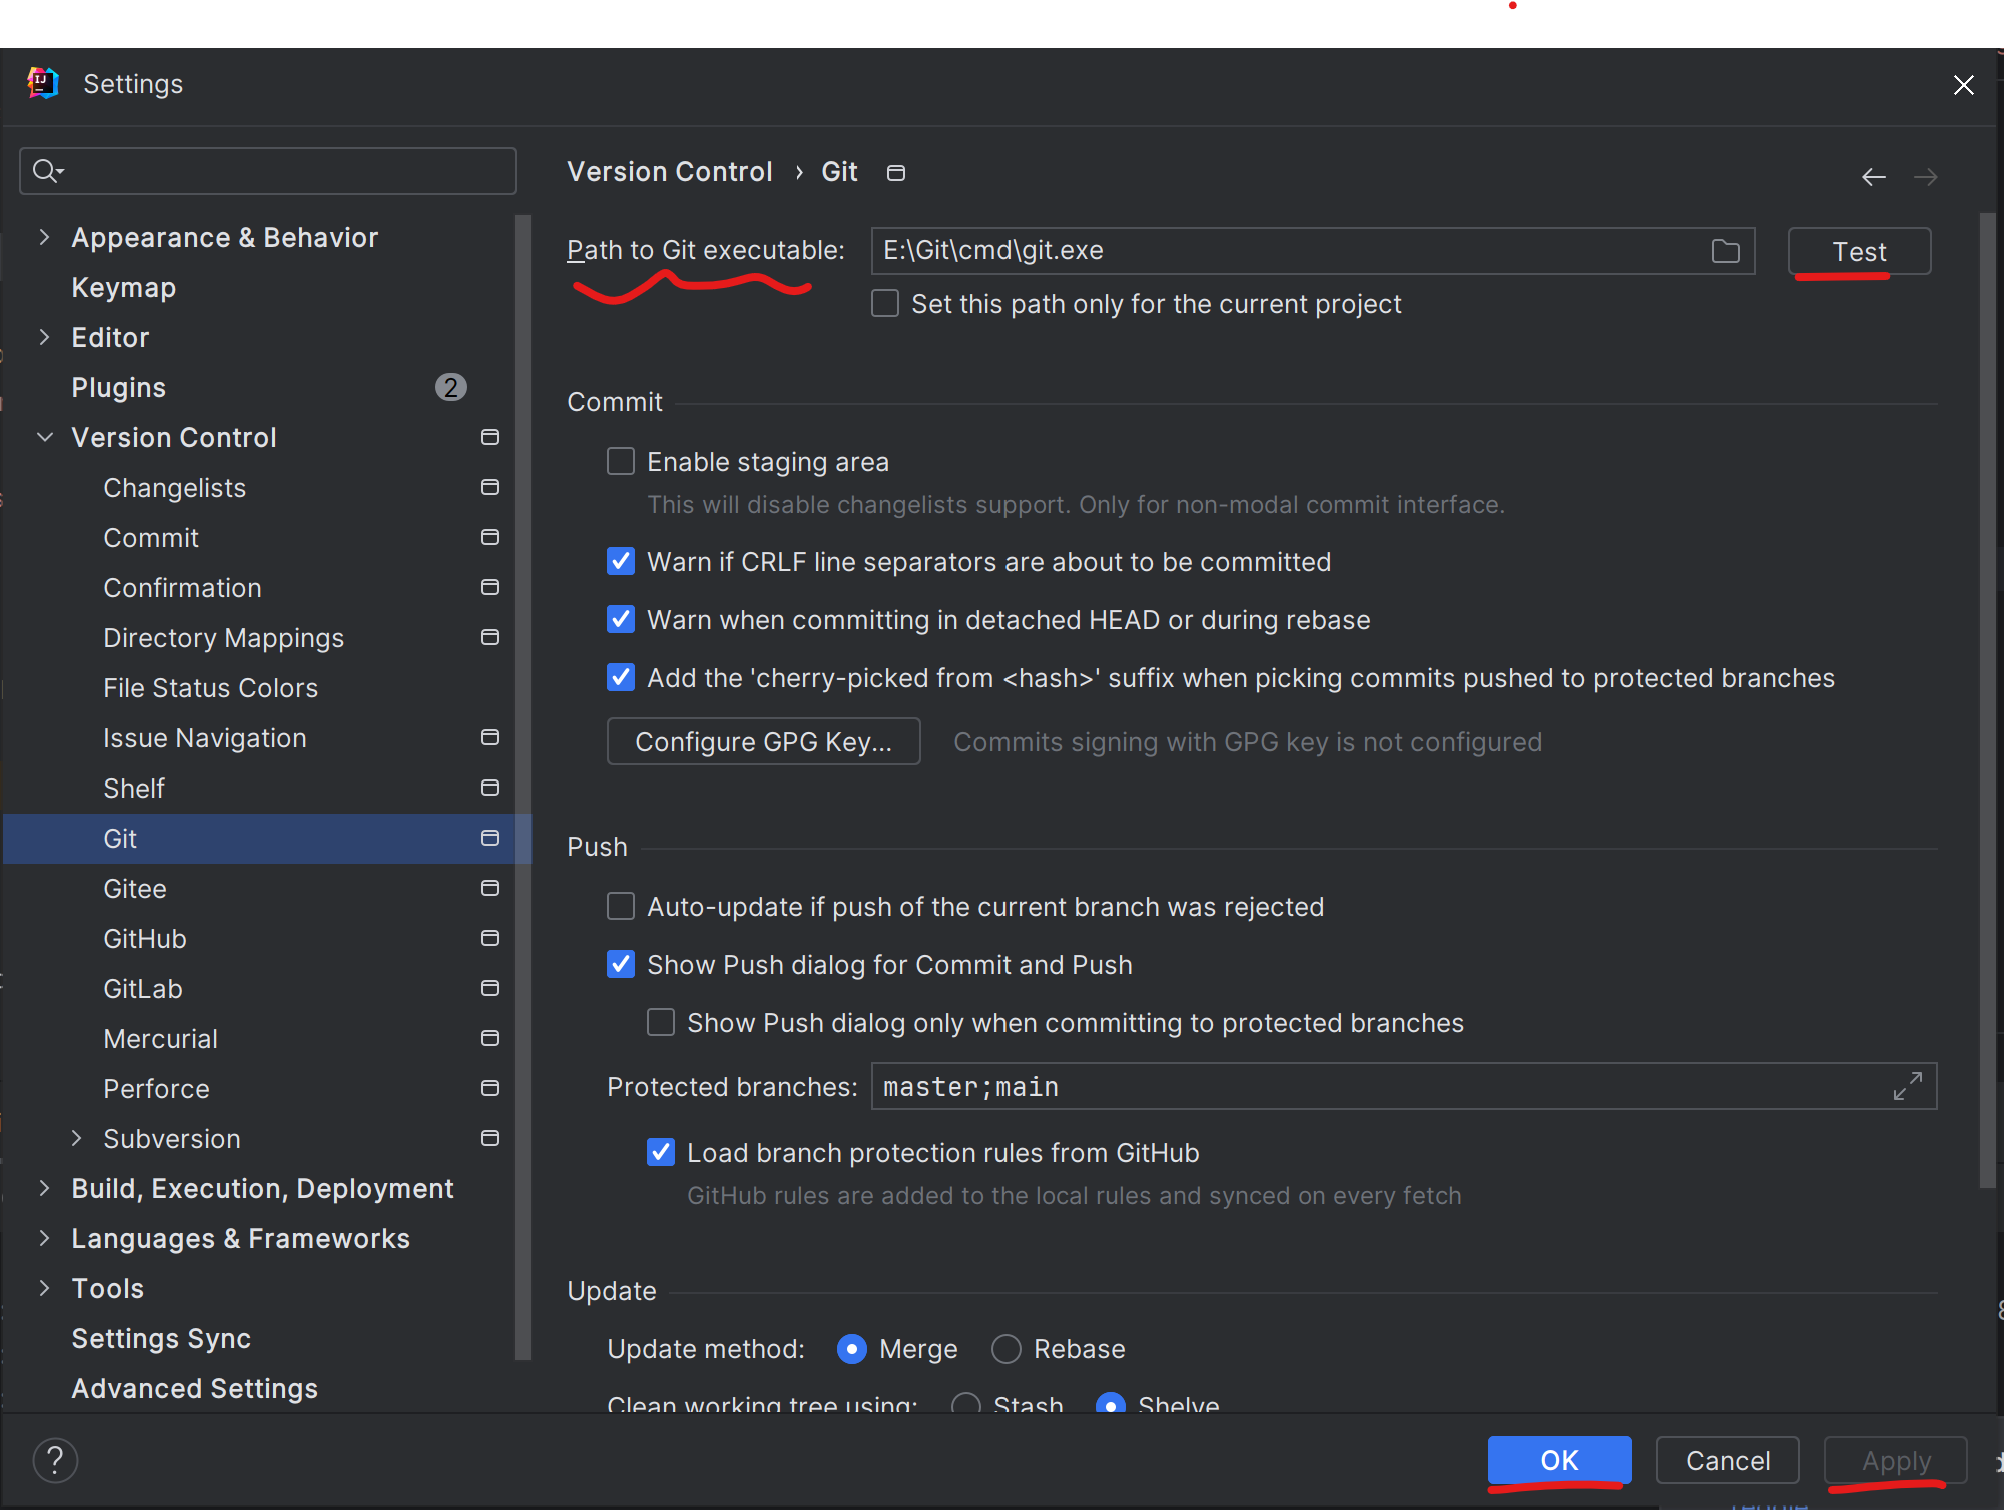 Settings
Appearance & Behavior
Keymap
Editor
Plugins 2
Version Control
Changelists
Commit
Confirmation
Directory Mappings
File Status Colors
Issue Navigation
Shelf
Git
Gitee
GitHub
GitLab
Mercurial
Perforce
Subversion
Build, Execution, Deployment
Languages & Frameworks
Tools
Settings Sync
Advanced Settings
Version Control › Git
Path to Git executable: E:\Git\cmd\git.exe Test
Set this path only for the current project
Commit
Enable staging area
This will disable changelists support. Only for non-modal commit interface.
Warn if CRLF line separators are about to be committed
Warn when committing in detached HEAD or during rebase
Add the 'cherry-picked from <hash>' suffix when picking commits pushed to protected branches
Configure GPG Key... Commits signing with GPG key is not configured
Push
Auto-update if push of the current branch was rejected
Show Push dialog for Commit and Push
Show Push dialog only when committing to protected branches
Protected branches: master;main
Load branch protection rules from GitHub
GitHub rules are added to the local rules and synced on every fetch
Update
Update method: Merge Rebase
Clean working tree using: Stash Shelve
? OK Cancel Apply